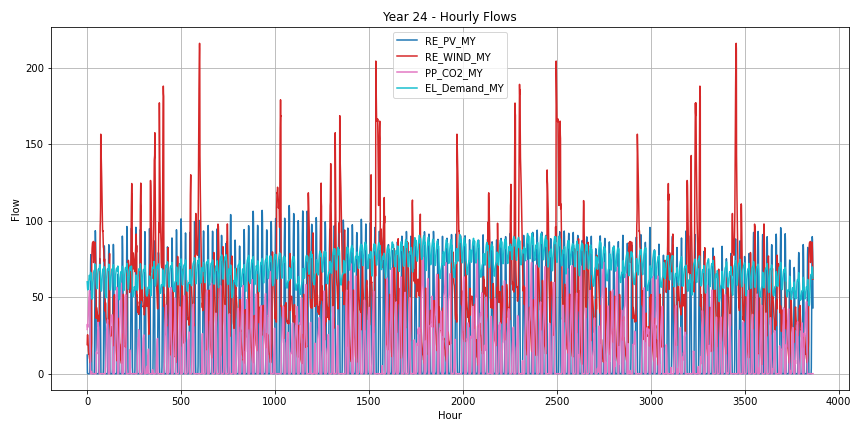 Year 24 - Hourly Flows
RE_PV_MY
RE_WIND_MY
PP_CO2_MY
EL_Demand_MY
Flow
200
150
100
50
0
0 500 1000 1500 2000 2500 3000 3500 4000
Hour